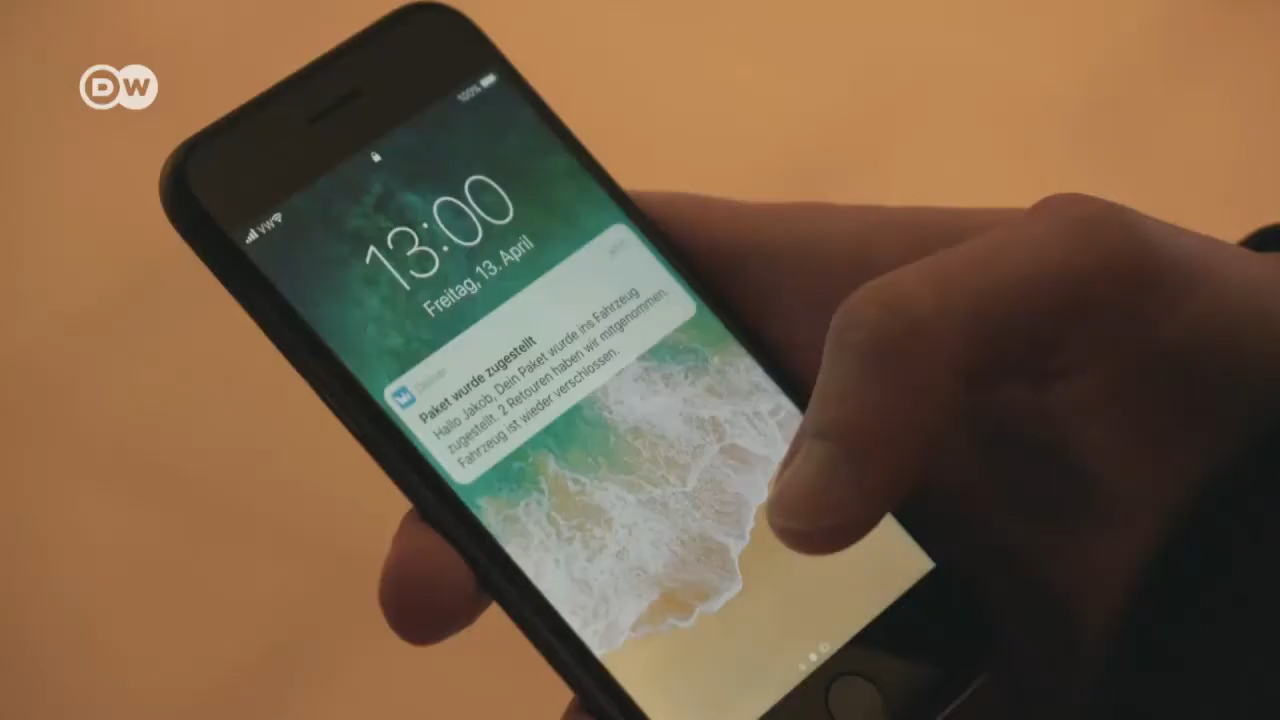 DW
100%
VW
13:00
Freitag, 13. April
Paket wurde zugestellt
Hallo Jakob, Dein Paket wurde ins Fahrzeug
zugestellt. 2 Retouren haben wir mitgenommen.
Fahrzeug ist wieder verschlossen.